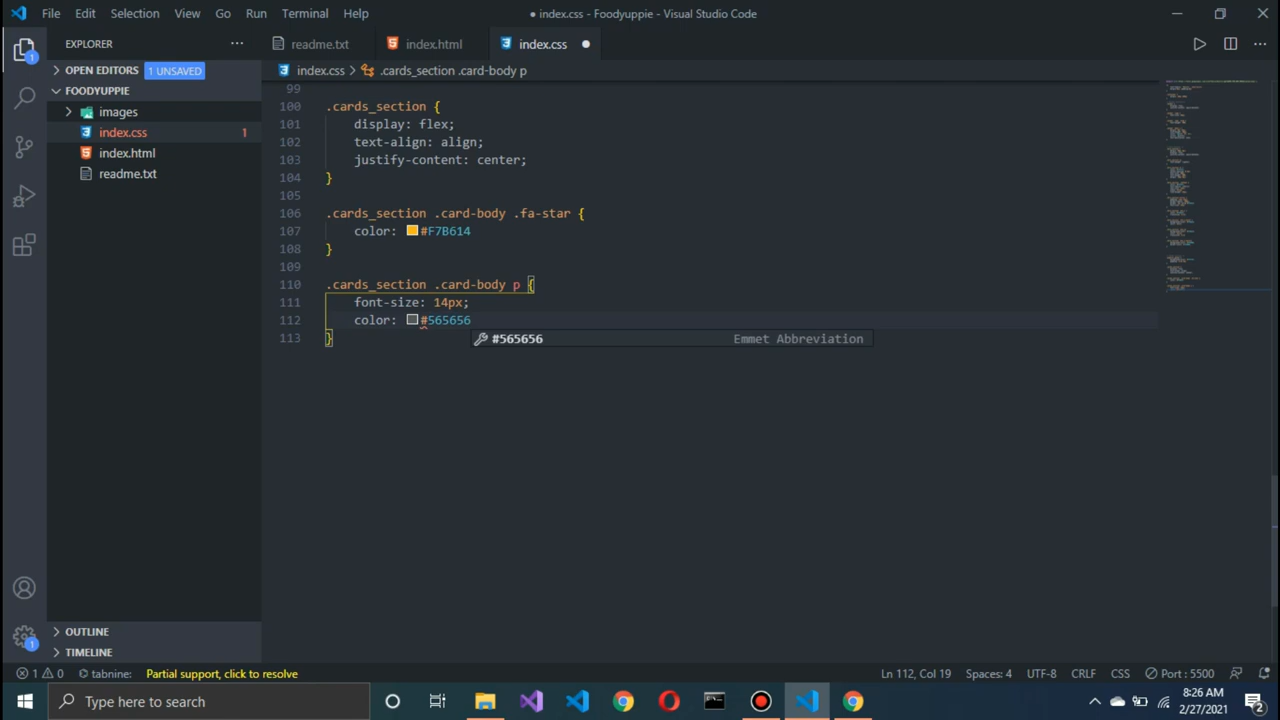 File Edit Selection View Go Run Terminal Help
● index.css - Foodyuppie - Visual Studio Code
EXPLORER
readme.txt
index.html
index.css
OPEN EDITORS 1 UNSAVED
index.css > .cards_section .card-body p
FOODYUPPIE
images
index.css 1
index.html
readme.txt
99
100 .cards_section {
101 display: flex;
102 text-align: align;
103 justify-content: center;
104 }
105
106 .cards_section .card-body .fa-star {
107 color: #F7B614
108 }
109
110 .cards_section .card-body p {
111 font-size: 14px;
112 color: #565656
113 }
#565656 Emmet Abbreviation
1
OUTLINE
TIMELINE
1
1 0 tabnine: Partial support, click to resolve
Ln 112, Col 19 Spaces: 4 UTF-8 CRLF CSS Port : 5500
Type here to search
8:26 AM
2/27/2021
2